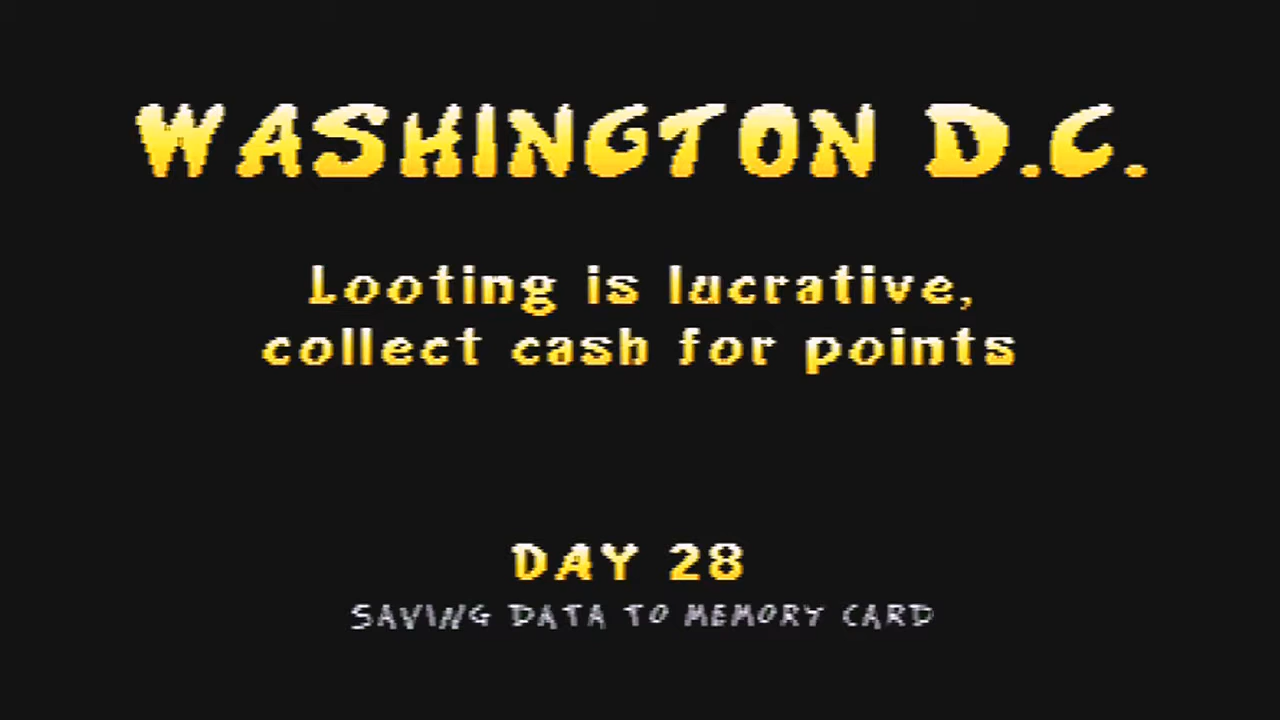 WASHINGTON D.C.
Looting is lucrative,
collect cash for points
DAY 28
SAVING DATA TO MEMORY CARD